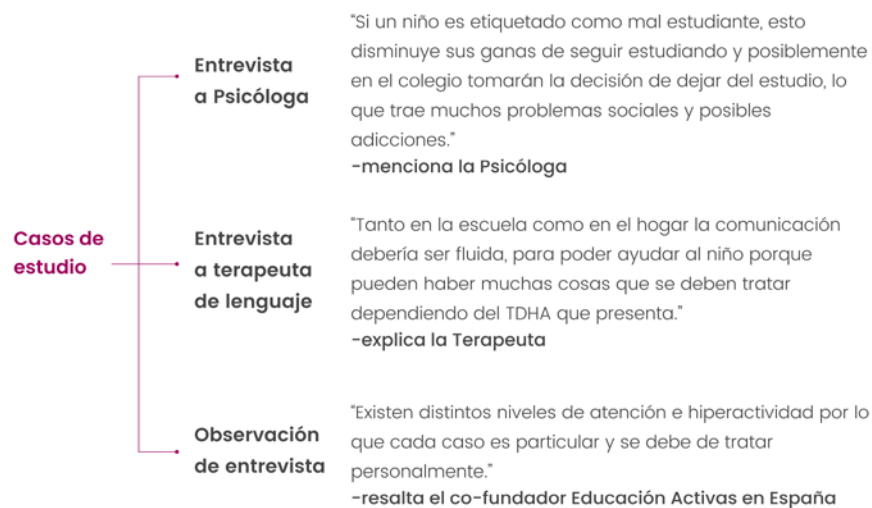 Casos de
estudio
Entrevista
a Psicóloga
"Si un niño es etiquetado como mal estudiante, esto
disminuye sus ganas de seguir estudiando y posiblemente
en el colegio tomarán la decisión de dejar del estudio, lo
que trae muchos problemas sociales y posibles
adicciones."
-menciona la Psicóloga
Entrevista
a terapeuta
de lenguaje
"Tanto en la escuela como en el hogar la comunicación
debería ser fluida, para poder ayudar al niño porque
pueden haber muchas cosas que se deben tratar
dependiendo del TDHA que presenta."
-explica la Terapeuta
Observación
de entrevista
"Existen distintos niveles de atención e hiperactividad por lo
que cada caso es particular y se debe de tratar
personalmente."
-resalta el co-fundador Educación Activas en España